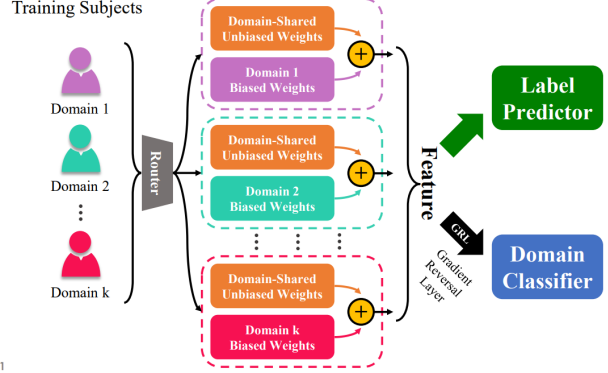 Training Subjects
Domain 1
Domain 2
Domain k
Router
Domain-Shared
Unbiased Weights
Domain 1
Biased Weights
+
Domain-Shared
Unbiased Weights
Domain 2
Biased Weights
+
Domain-Shared
Unbiased Weights
Domain k
Biased Weights
+
Feature
Label
Predictor
GRL
Gradient
Reversal
Layer
Domain
Classifier
1